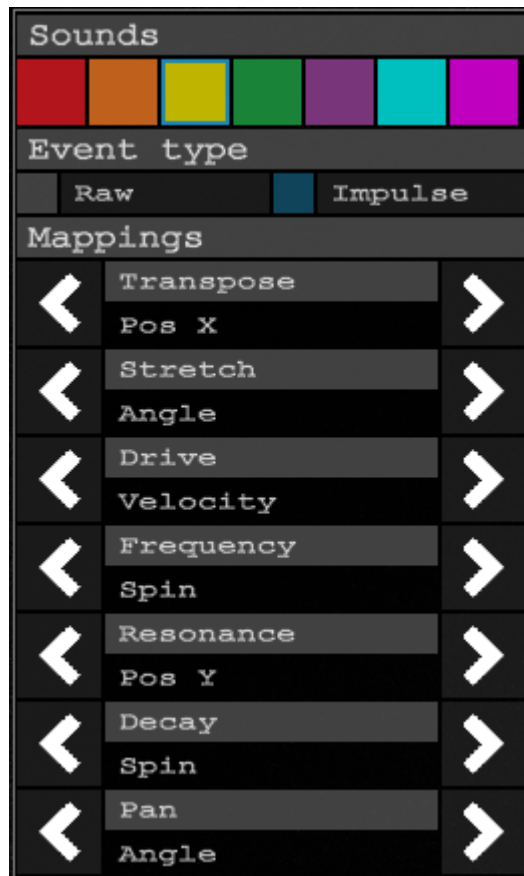 Sounds
Event type
Raw Impulse
Mappings
Transpose
Pos X
Stretch
Angle
Drive
Velocity
Frequency
Spin
Resonance
Pos Y
Decay
Spin
Pan
Angle